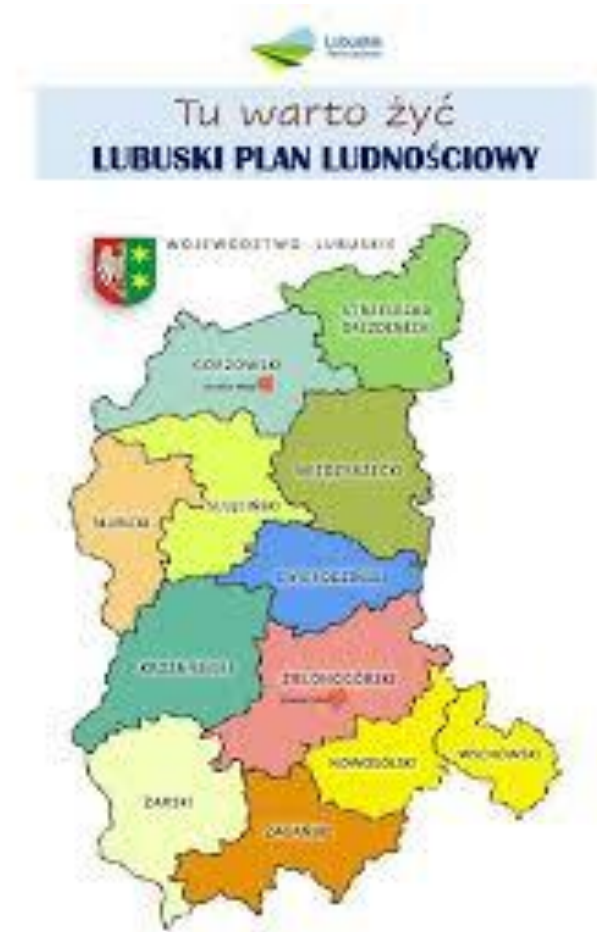 Lubuskie
Tu warto żyć
LUBUSKI PLAN LUDNOŚCIOWY
WOJEWÓDZTWO LUBUSKIE
STRZELECKO
DREZDENECKI
GORZOWSKI
MIĘDZYRZECKI
SULĘCIŃSKI
SŁUBICKI
ŚWIEBODZIŃSKI
KROŚNIEŃSKI
ZIELONOGÓRSKI
NOWOSOLSKI
WSCHOWSKI
ŻARSKI
ŻAGAŃSKI